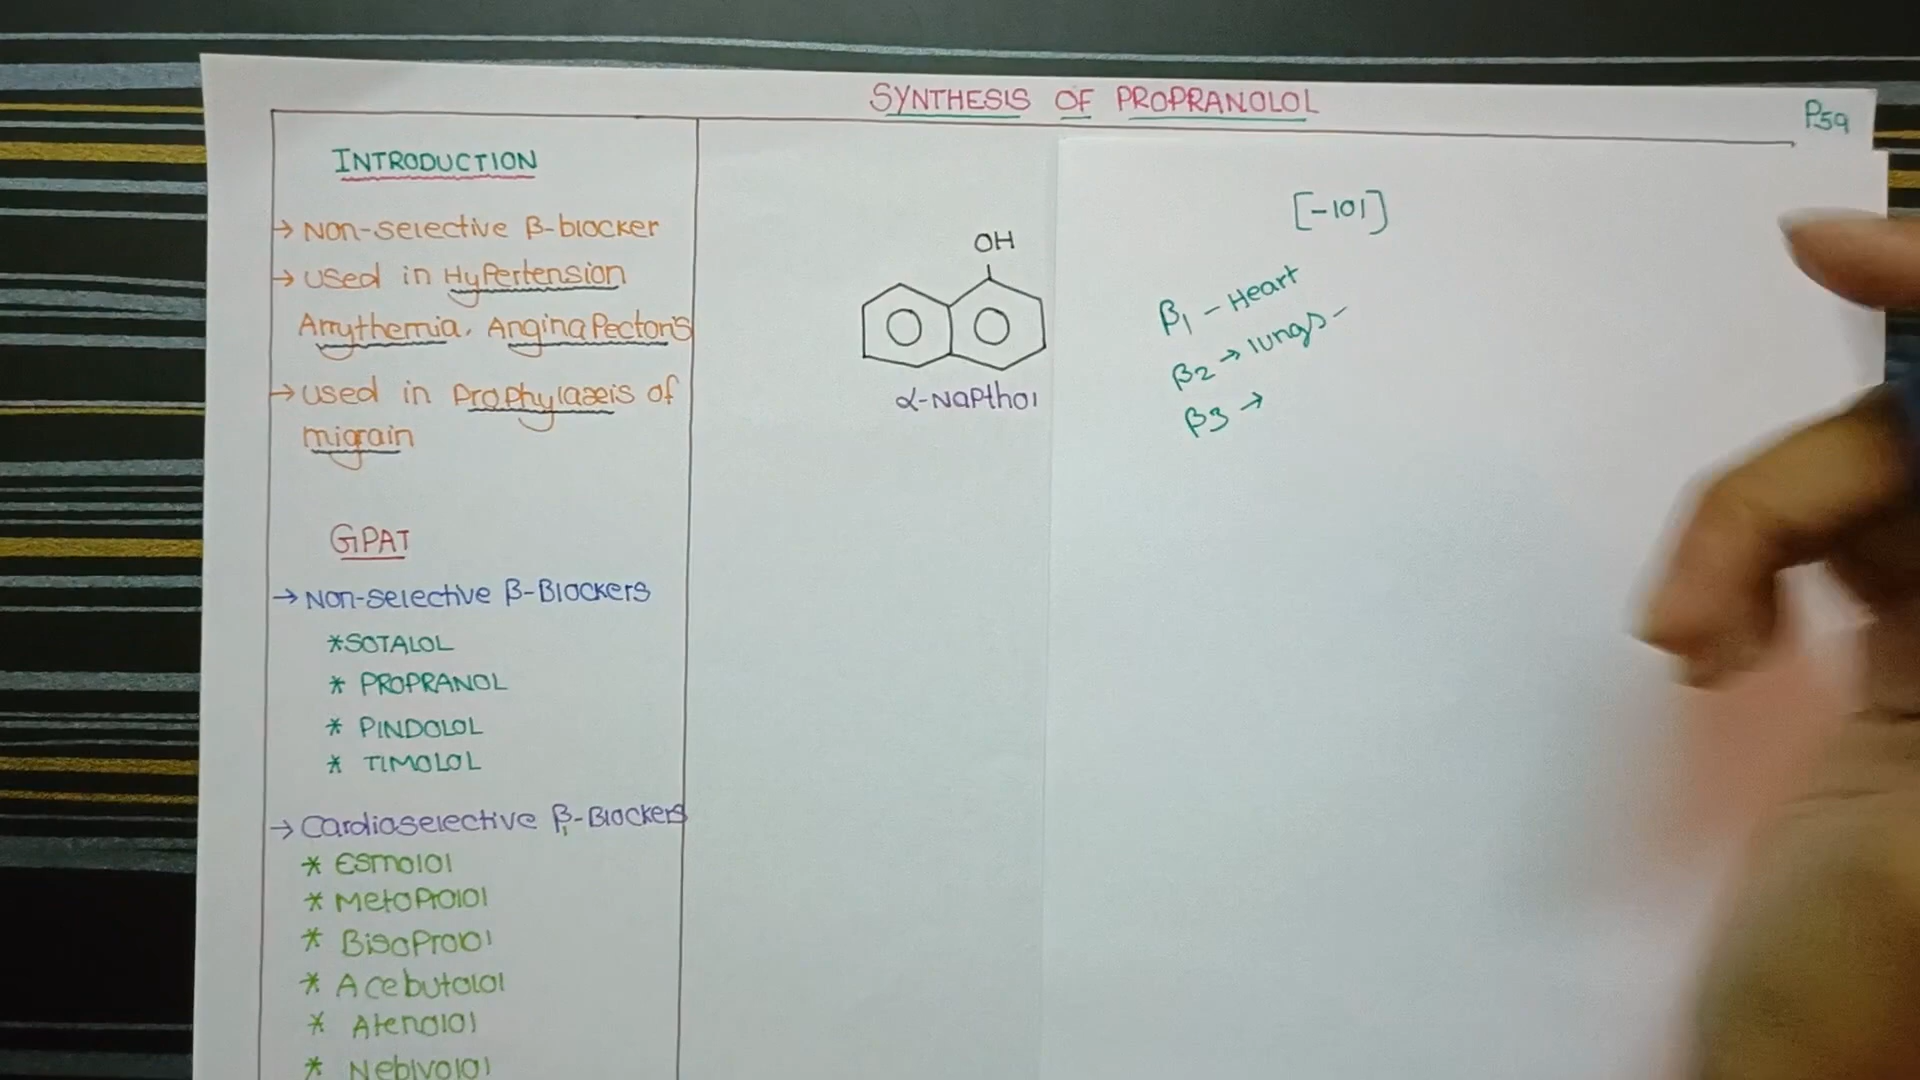 SYNTHESIS OF PROPRANOLOL
P59
INTRODUCTION
→ Non-selective β-blocker
→ used in Hypertension
Arrythemia, Angina Pectoris
→ used in Prophylaxeis of
migrain
GPAT
→ Non-selective β-Blockers
* SOTALOL
* PROPRANOL
* PINDOLOL
* TIMOLOL
→ Cardioselective β₁-Blockers
* Esmolol
* Metoprolol
* Bisoprolol
* Acebutolol
* Atenolol
* Nebivolol
OH
α-Napthol
[-lol]
β₁ - Heart
β₂ → lungs -
β3 →